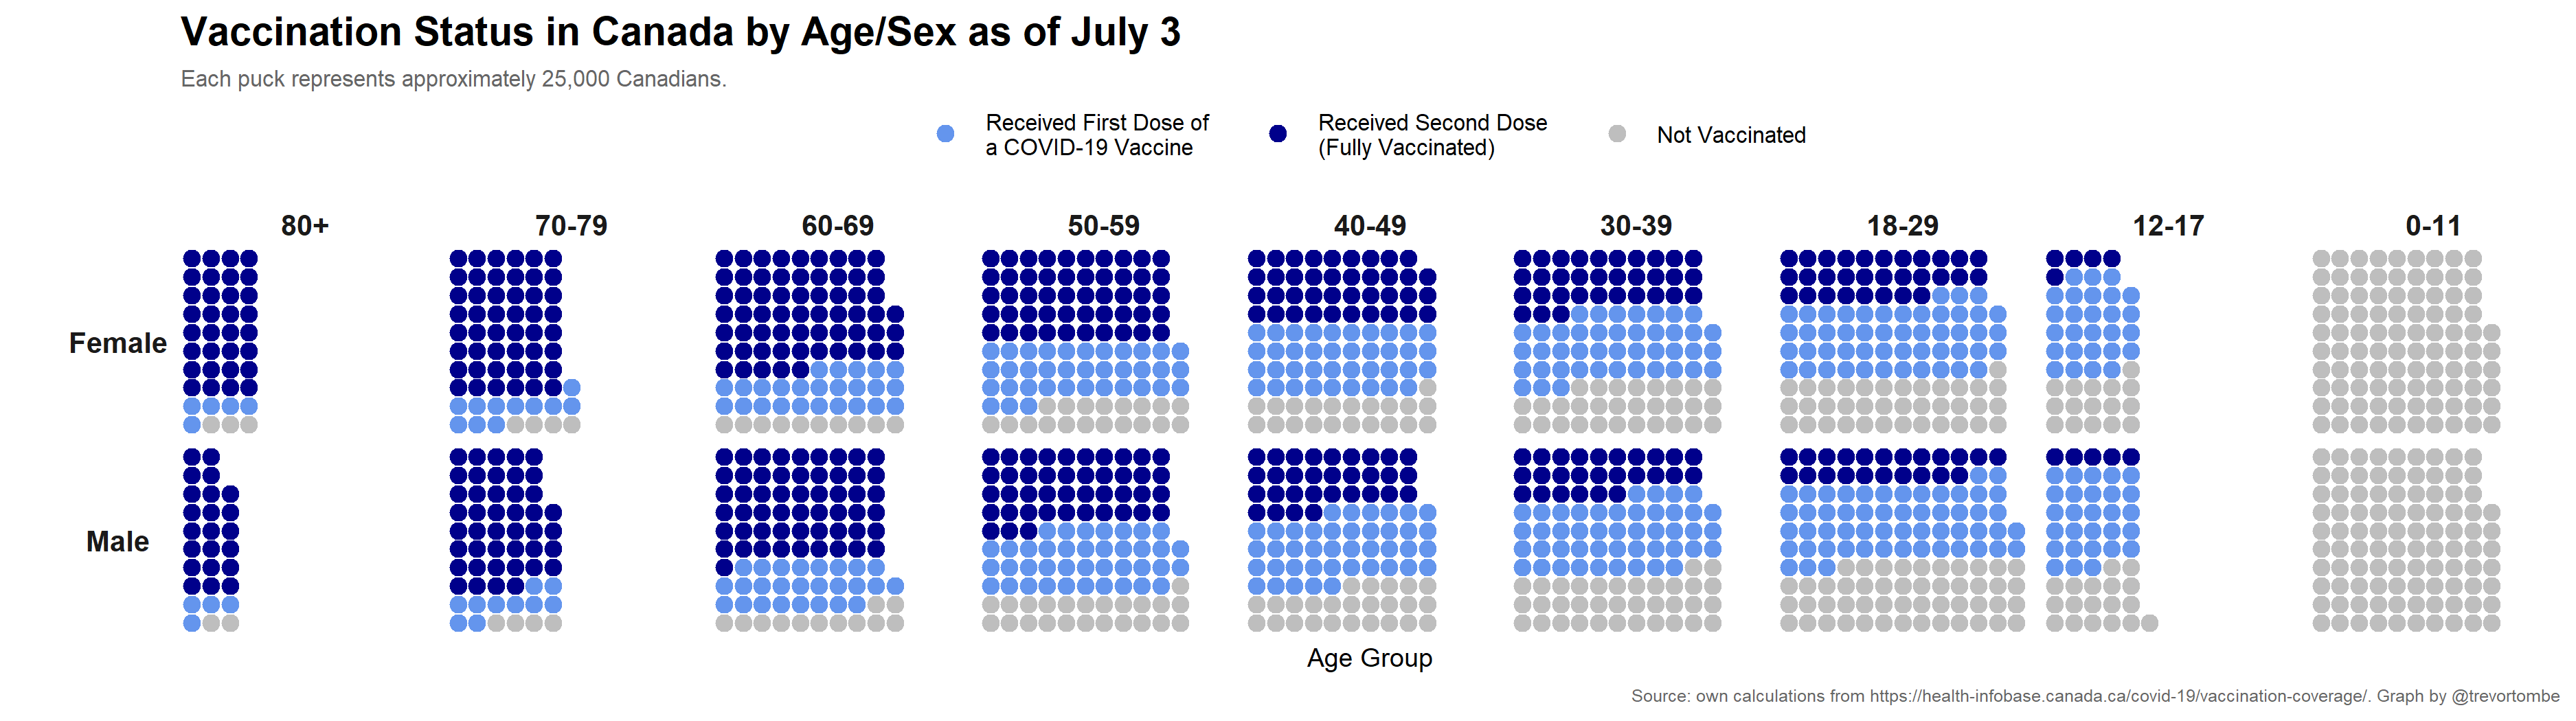 Vaccination Status in Canada by Age/Sex as of July 3
Each puck represents approximately 25,000 Canadians.
Received First Dose of
a COVID-19 Vaccine
Received Second Dose
(Fully Vaccinated)
Not Vaccinated
80+ 70-79 60-69 50-59 40-49 30-39 18-29 12-17 0-11
Female
Male
Age Group
Source: own calculations from https://health-infobase.canada.ca/covid-19/vaccination-coverage/. Graph by @trevortombe